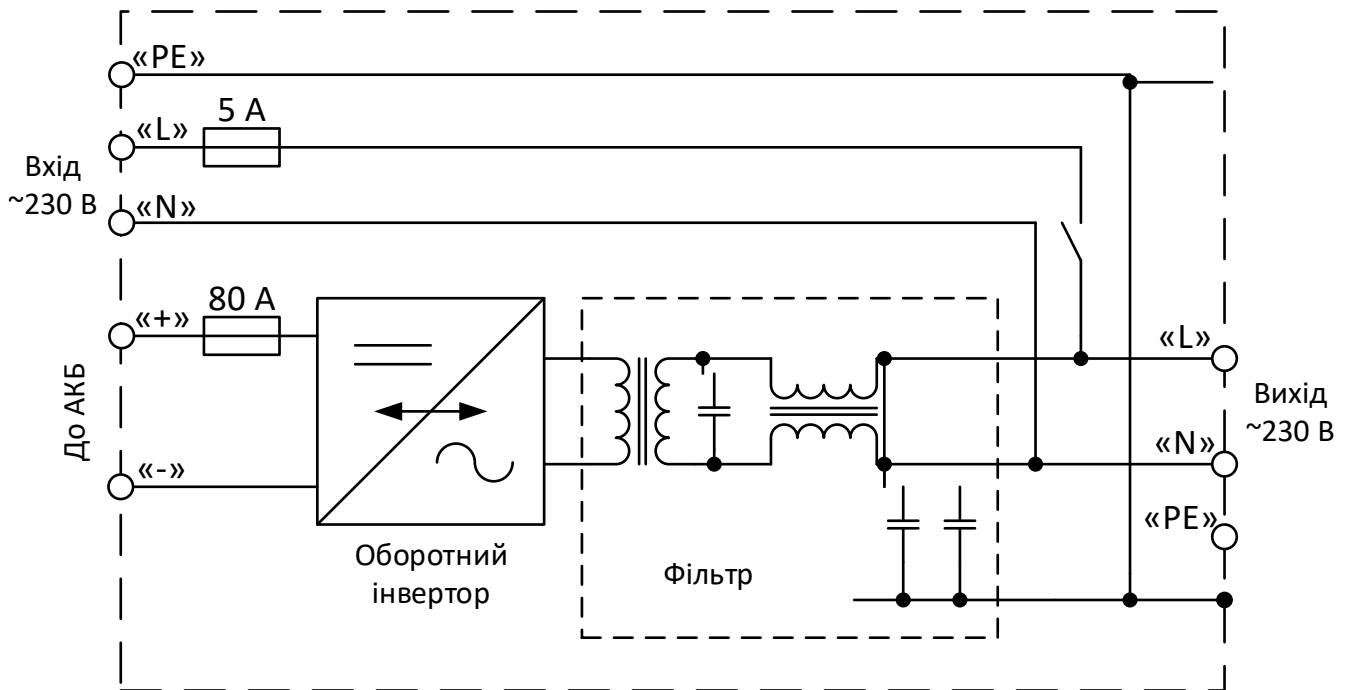 «PE»
«L»
5 А
Вхід
~230 В
«N»
«+»
80 А
До АКБ
«-»
Оборотний
інвертор
Фільтр
«L»
Вихід
~230 В
«N»
«PE»